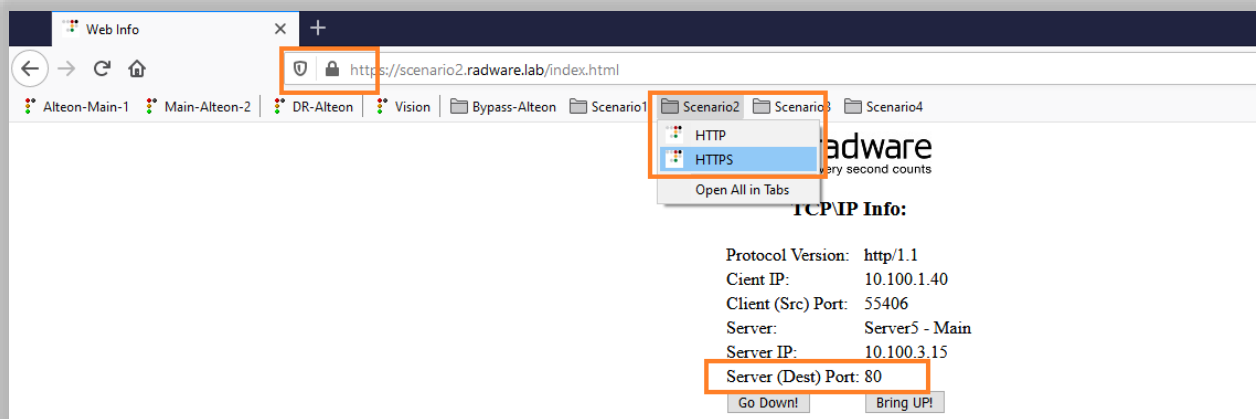 Web Info
https://scenario2.radware.lab/index.html
Alteon-Main-1 Main-Alteon-2 DR-Alteon Vision Bypass-Alteon Scenario1 Scenario2 Scenario3 Scenario4
HTTP
HTTPS
Open All in Tabs
adware
very second counts
TCP\IP Info:
Protocol Version: http/1.1
Cient IP: 10.100.1.40
Client (Src) Port: 55406
Server: Server5 - Main
Server IP: 10.100.3.15
Server (Dest) Port: 80
Go Down! Bring UP!